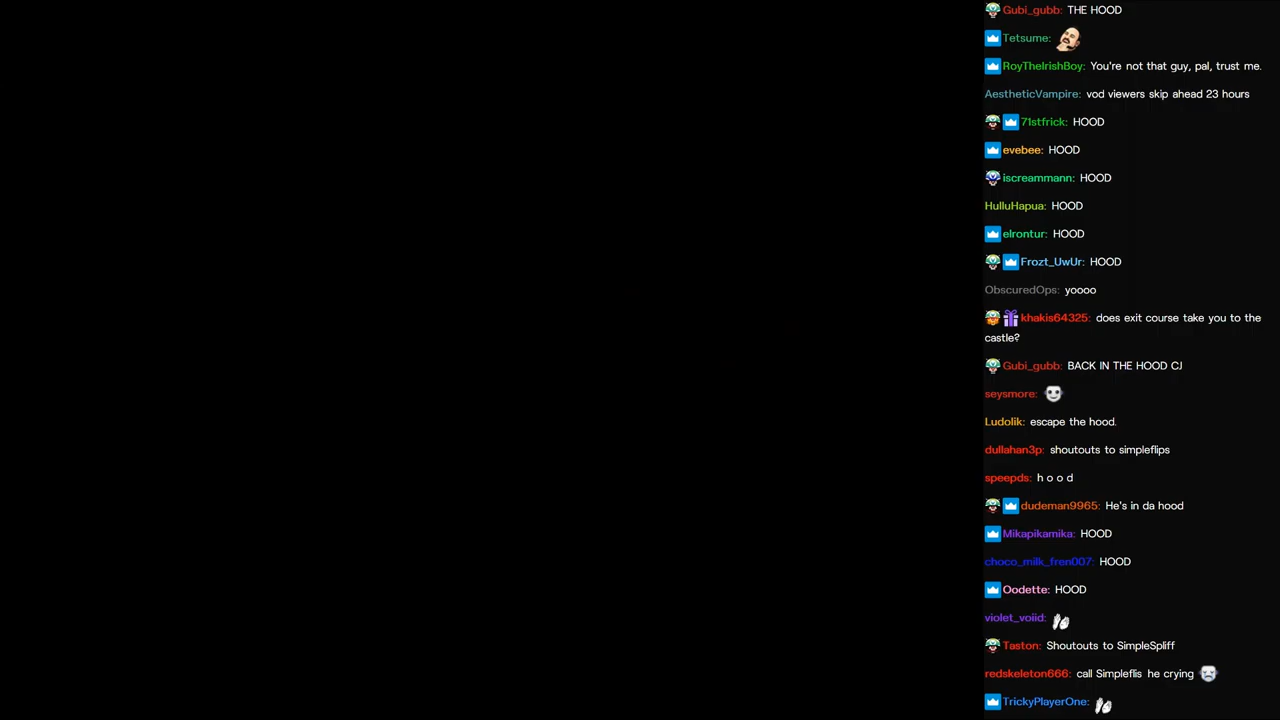 Gubi_gubb: THE HOOD
Tetsume:
RoyTheIrishBoy: You're not that guy, pal, trust me.
AestheticVampire: vod viewers skip ahead 23 hours
71stfrick: HOOD
evebee: HOOD
iscreammann: HOOD
HulluHapua: HOOD
elrontur: HOOD
Frozt_UwUr: HOOD
ObscuredOps: yoooo
khakis64325: does exit course take you to the
castle?
Gubi_gubb: BACK IN THE HOOD CJ
seysmore:
Ludolik: escape the hood.
dullahan3p: shoutouts to simpleflips
speepds: h o o d
dudeman9965: He's in da hood
Mikapikamika: HOOD
choco_milk_fren007: HOOD
Oodette: HOOD
violet_voiid:
Taston: Shoutouts to SimpleSpliff
redskeleton666: call Simpleflis he crying
TrickyPlayerOne: